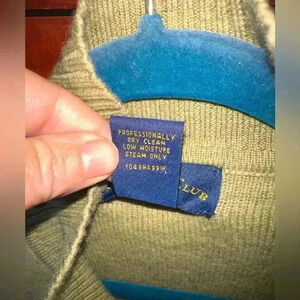 PROFESSIONALLY
DRY CLEAN
LOW MOISTURE
STEAM ONLY
CLUB